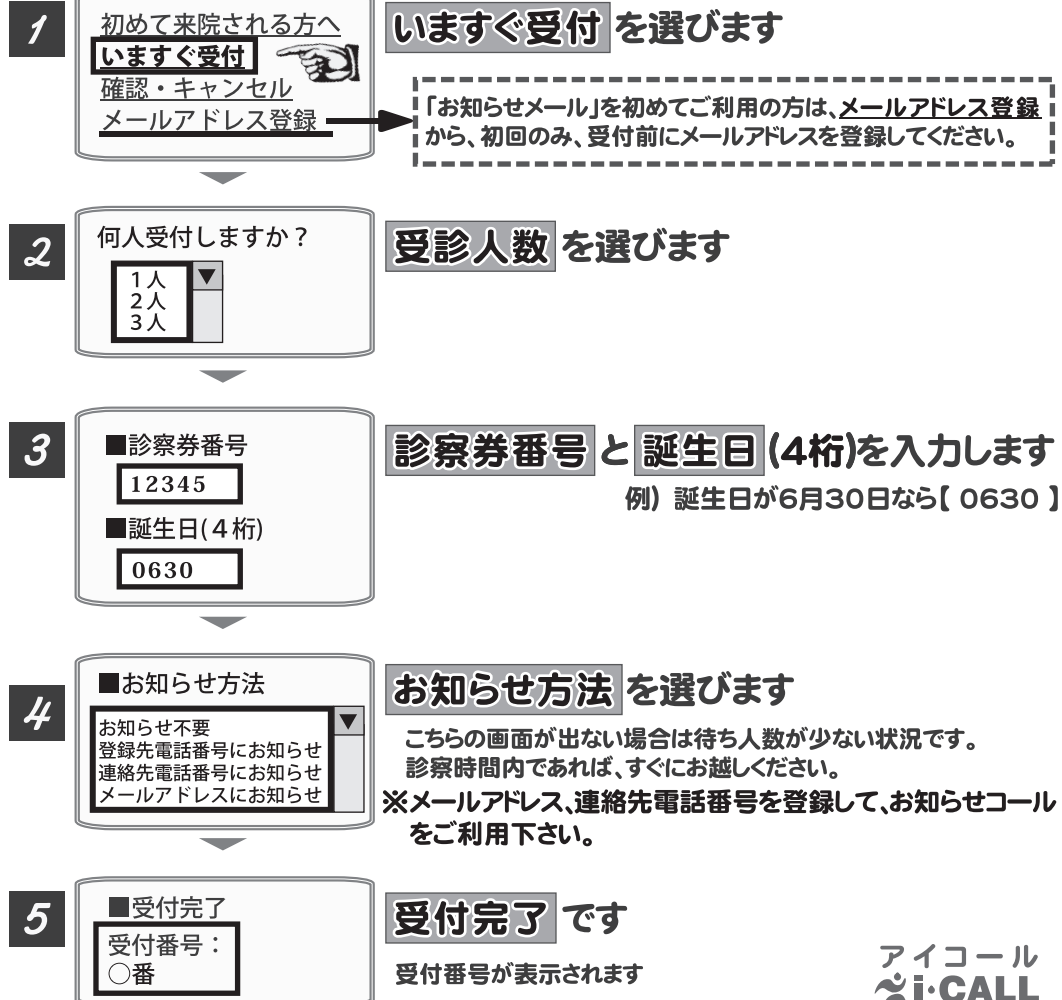 1
初めて来院される方へ
いますぐ受付
確認・キャンセル
メールアドレス登録
いますぐ受付 を選びます
「お知らせメール」を初めてご利用の方は、メールアドレス登録
から、初回のみ、受付前にメールアドレスを登録してください。
2
何人受付しますか？
1人
2人
3人
▼
受診人数 を選びます
3
■診察券番号
12345
■誕生日(4桁)
0630
診察券番号 と 誕生日 (4桁)を入力します
例) 誕生日が6月30日なら【 0630 】
4
■お知らせ方法
お知らせ不要
登録先電話番号にお知らせ
連絡先電話番号にお知らせ
メールアドレスにお知らせ
▼
お知らせ方法 を選びます
こちらの画面が出ない場合は待ち人数が少ない状況です。
診察時間内であれば、すぐにお越しください。
※メールアドレス、連絡先電話番号を登録して、お知らせコール
をご利用下さい。
5
■受付完了
受付番号：
○番
受付完了 です
受付番号が表示されます
アイコール
i・CALL